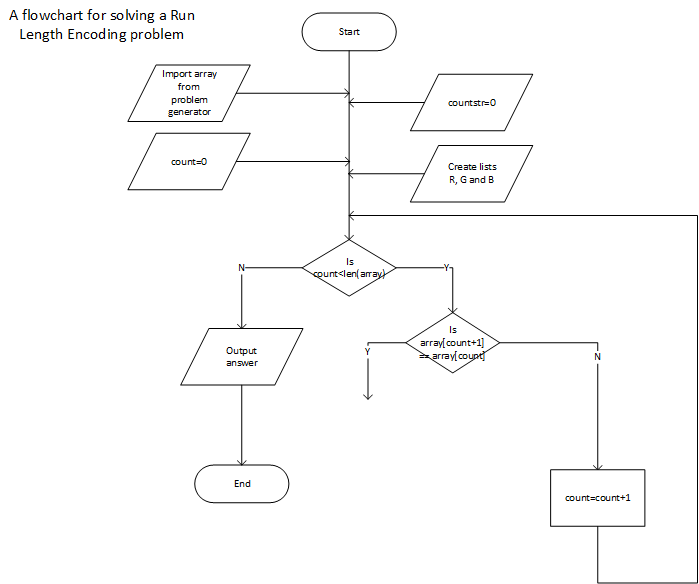 A flowchart for solving a Run
Length Encoding problem
Start
Import array
from
problem
generator
countstr=0
count=0
Create lists
R, G and B
Is
count<len(array)
N
Y
Is
array[count+1]
== array[count]
Y
N
Output
answer
End
count=count+1